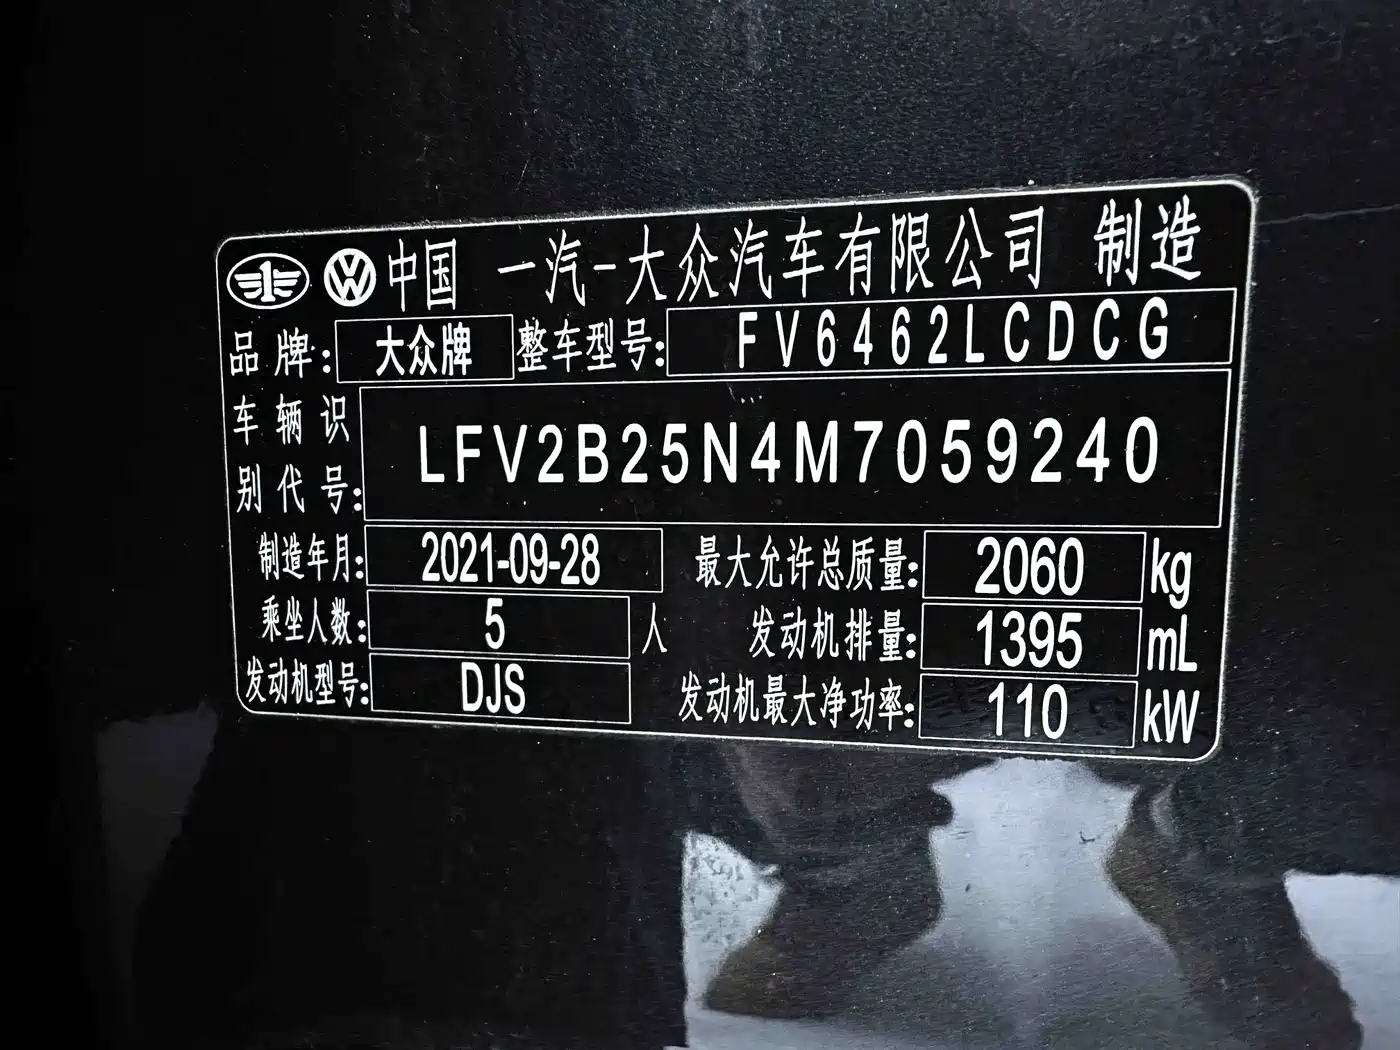 中国 一汽-大众汽车有限公司 制造
品牌: 大众牌 整车型号: FV6462LCDCG
车辆识
别代号: LFV2B25N4M7059240
制造年月: 2021-09-28 最大允许总质量: 2060 kg
乘坐人数: 5 人 发动机排量: 1395 mL
发动机型号: DJS 发动机最大净功率: 110 kW